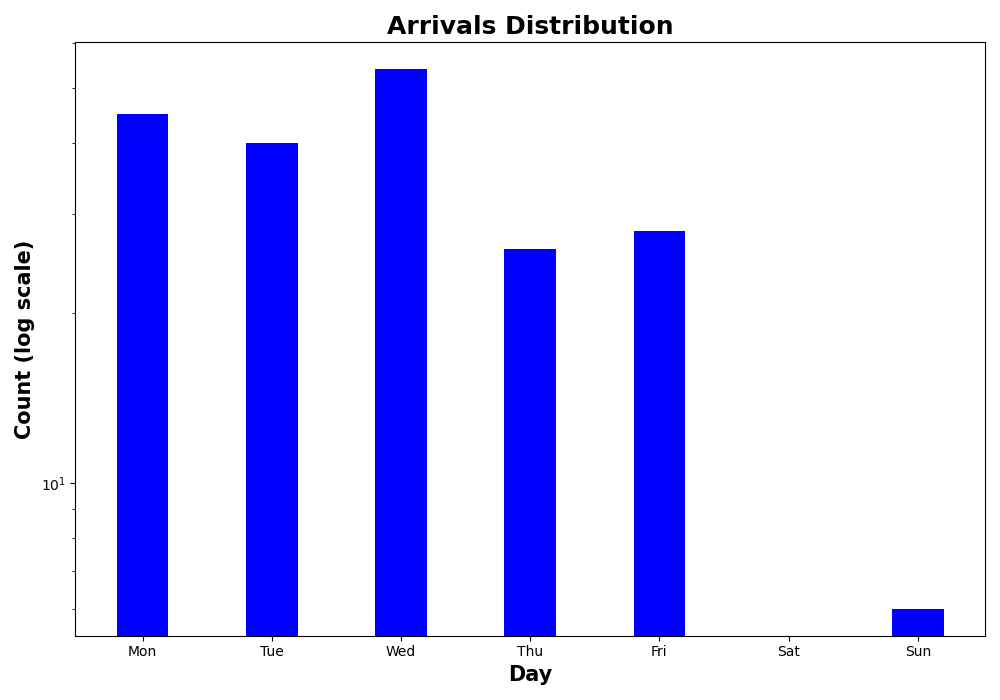 Arrivals Distribution
Count (log scale)
10¹
Mon Tue Wed Thu Fri Sat Sun
Day